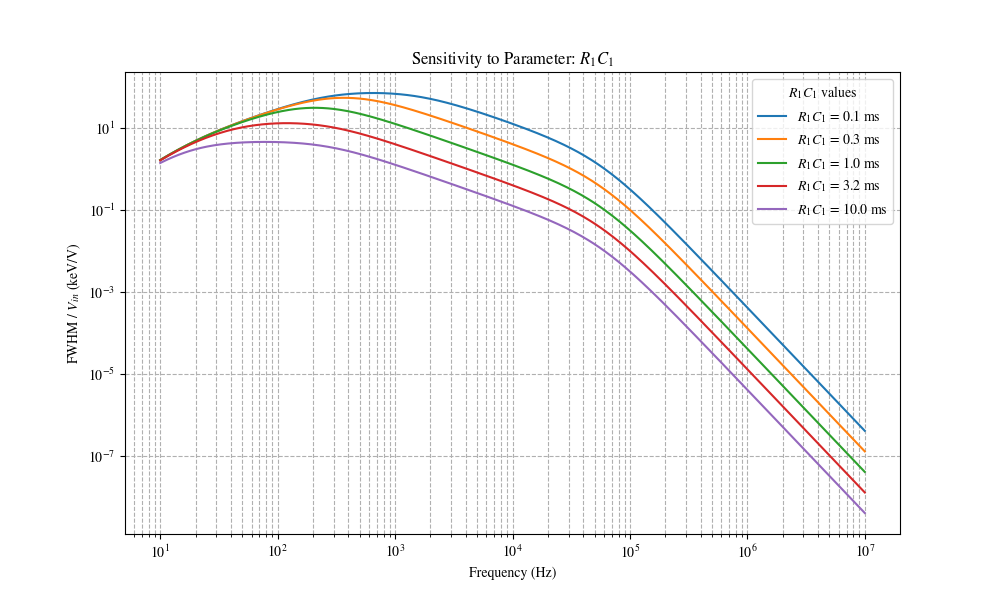 Sensitivity to Parameter: R₁C₁
FWHM / Vᵢₙ (keV/V)
10¹
10⁻¹
10⁻³
10⁻⁵
10⁻⁷
R₁C₁ values
R₁C₁ = 0.1 ms
R₁C₁ = 0.3 ms
R₁C₁ = 1.0 ms
R₁C₁ = 3.2 ms
R₁C₁ = 10.0 ms
10¹ 10² 10³ 10⁴ 10⁵ 10⁶ 10⁷
Frequency (Hz)